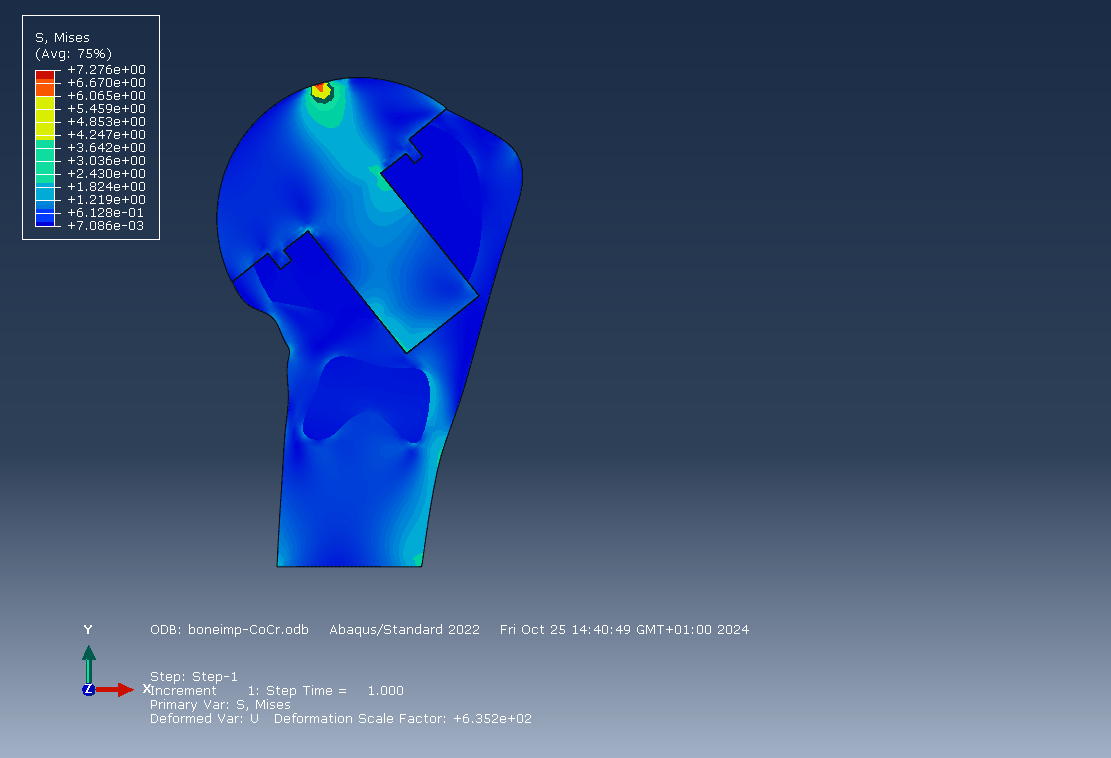 S, Mises
(Avg: 75%)
+7.276e+00
+6.670e+00
+6.065e+00
+5.459e+00
+4.853e+00
+4.247e+00
+3.642e+00
+3.036e+00
+2.430e+00
+1.824e+00
+1.219e+00
+6.128e-01
+7.086e-03
Y
ODB: boneimp-CoCr.odb Abaqus/Standard 2022 Fri Oct 25 14:40:49 GMT+01:00 2024
Step: Step-1
Z X
Increment 1: Step Time = 1.000
Primary Var: S, Mises
Deformed Var: U Deformation Scale Factor: +6.352e+02